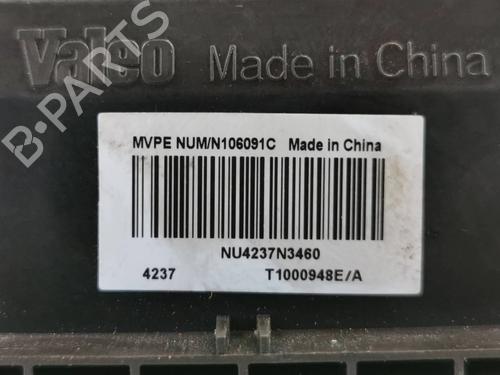 Valeo Made in China
MVPE NUM/N106091C Made in China
NU4237N3460
4237 T1000948E/A
B-PARTS